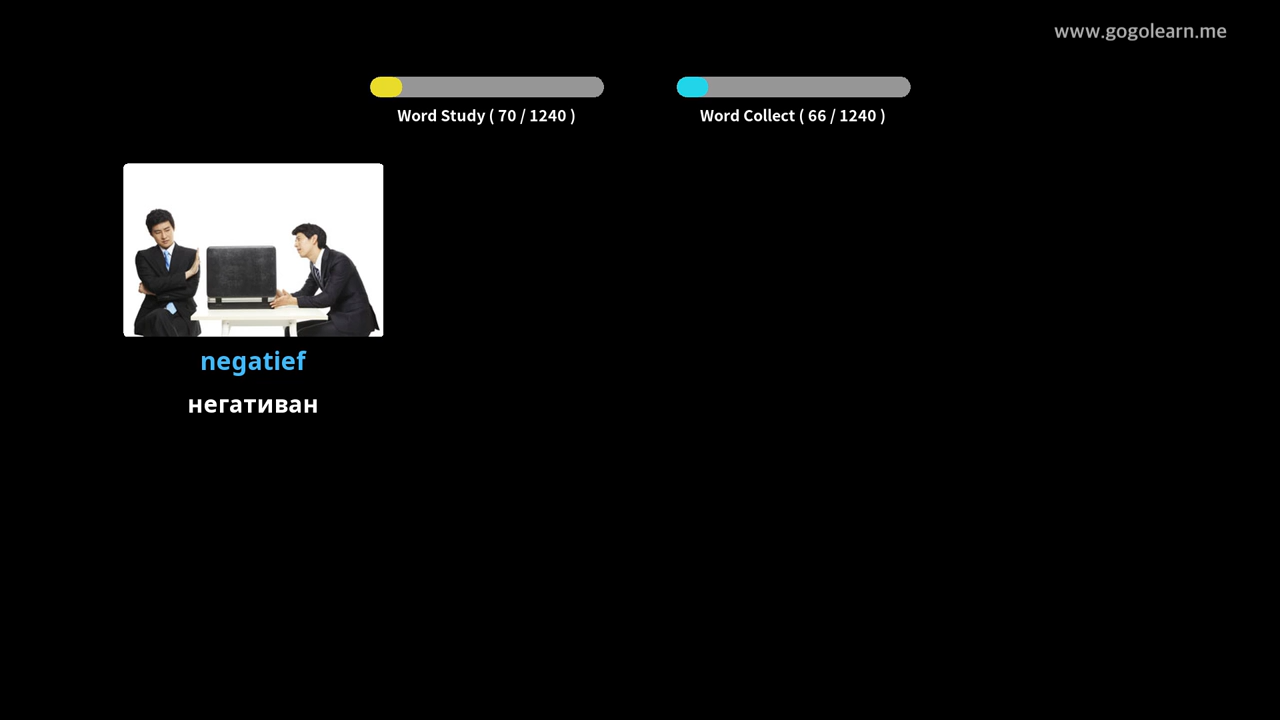 www.gogolearn.me
Word Study ( 70 / 1240 )
Word Collect ( 66 / 1240 )
negatief
негативан